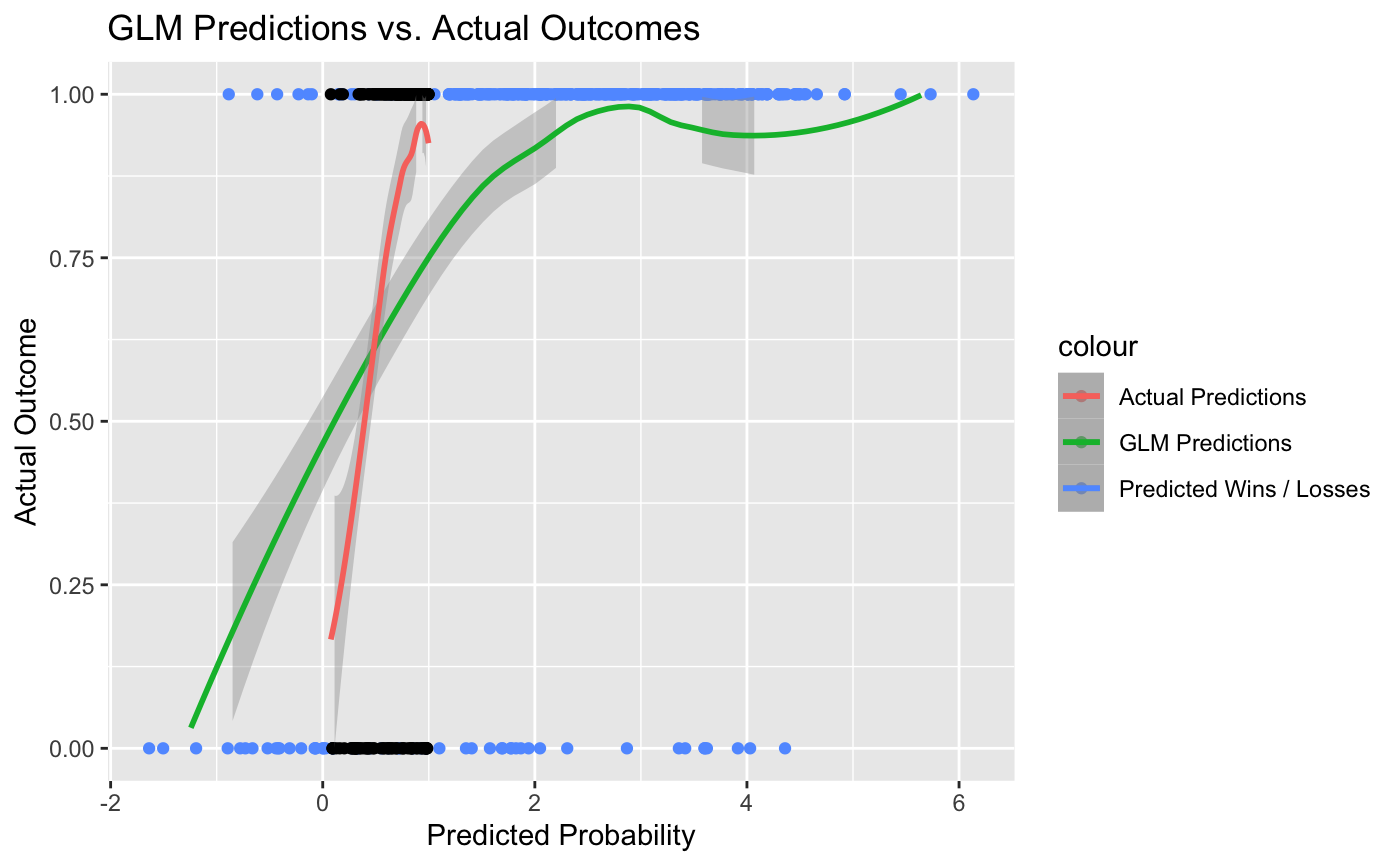 GLM Predictions vs. Actual Outcomes
1.00
0.75
0.50
0.25
0.00
Actual Outcome
-2
0
2
4
6
Predicted Probability
colour
Actual Predictions
GLM Predictions
Predicted Wins / Losses